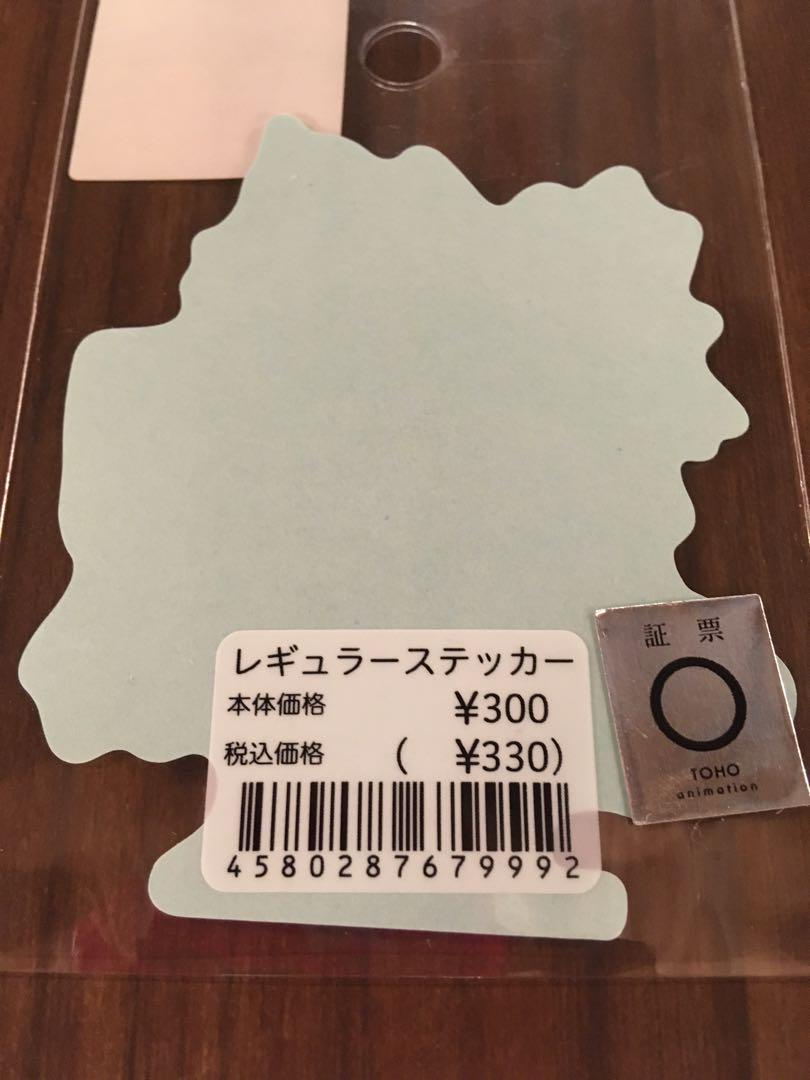 レギュラーステッカー
本体価格 ¥300
税込価格 ( ¥330)
4580287679992
証 票
TOHO
animation